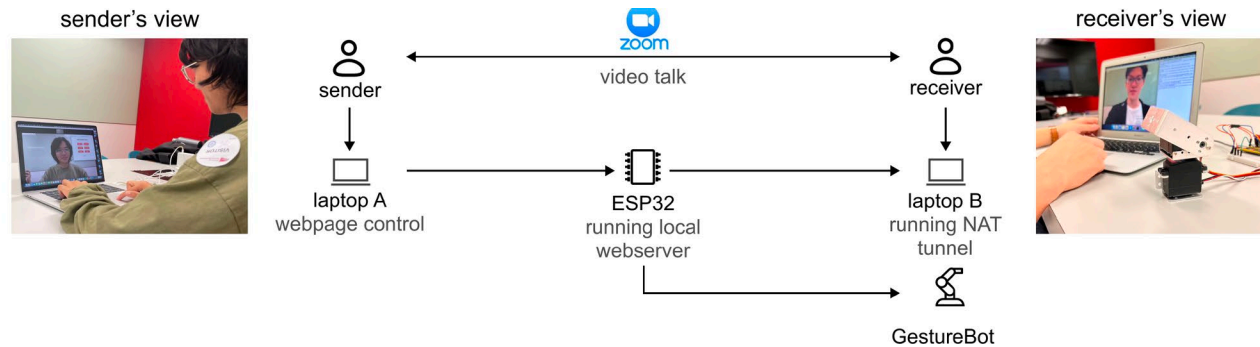 sender's view
zoom
receiver's view
video talk
sender
receiver
laptop A
webpage control
ESP32
running local
webserver
laptop B
running NAT
tunnel
GestureBot